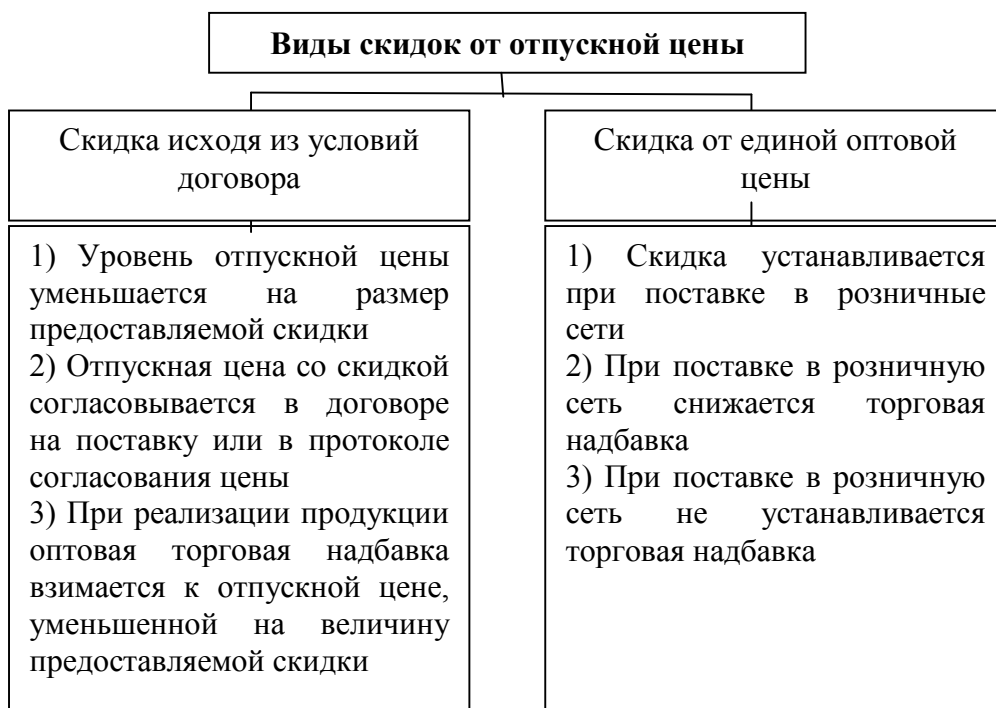 Виды скидок от отпускной цены
Скидка исходя из условий
договора
1) Уровень отпускной цены
уменьшается на размер
предоставляемой скидки
2) Отпускная цена со скидкой
согласовывается в договоре
на поставку или в протоколе
согласования цены
3) При реализации продукции
оптовая торговая надбавка
взимается к отпускной цене,
уменьшенной на величину
предоставляемой скидки
Скидка от единой оптовой
цены
1) Скидка устанавливается
при поставке в розничные
сети
2) При поставке в розничную
сеть снижается торговая
надбавка
3) При поставке в розничную
сеть не устанавливается
торговая надбавка